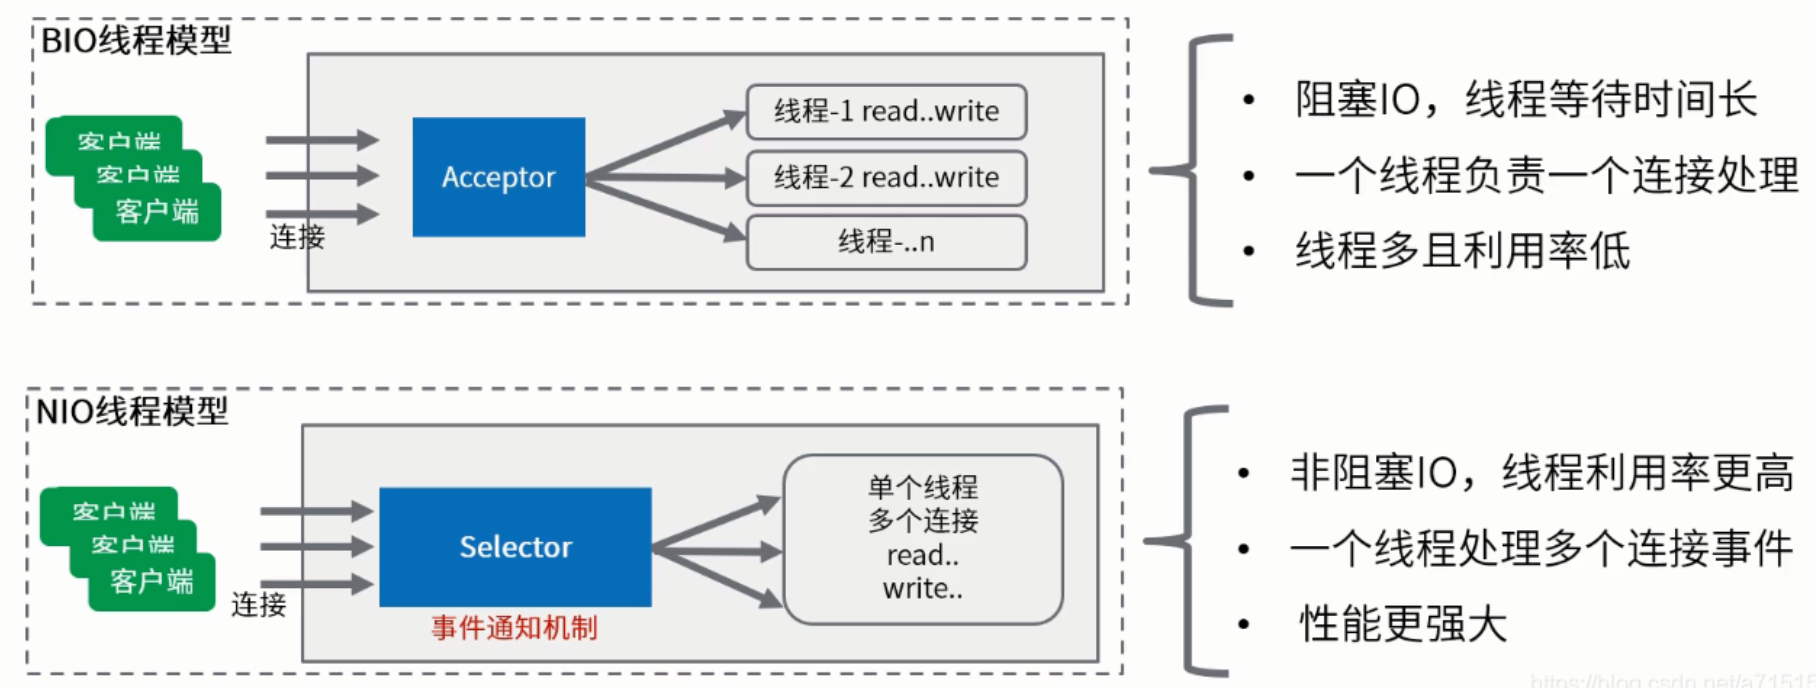 BIO线程模型
客户端
客户端
客户端
连接
Acceptor
线程-1 read..write
线程-2 read..write
线程-..n
• 阻塞IO，线程等待时间长
• 一个线程负责一个连接处理
• 线程多且利用率低
NIO线程模型
客户端
客户端
客户端
连接
Selector
事件通知机制
单个线程
多个连接
read..
write..
• 非阻塞IO，线程利用率更高
• 一个线程处理多个连接事件
• 性能更强大